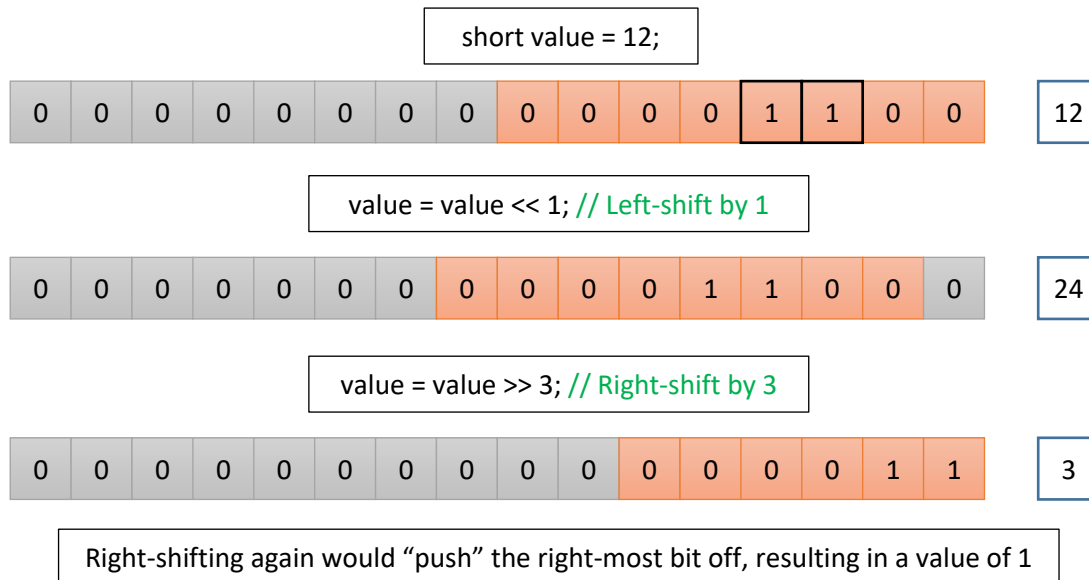 short value = 12;
0 0 0 0 0 0 0 0 0 0 0 0 1 1 0 0 12
value = value << 1; // Left-shift by 1
0 0 0 0 0 0 0 0 0 0 0 1 1 0 0 0 24
value = value >> 3; // Right-shift by 3
0 0 0 0 0 0 0 0 0 0 0 0 0 0 1 1 3
Right-shifting again would “push” the right-most bit off, resulting in a value of 1